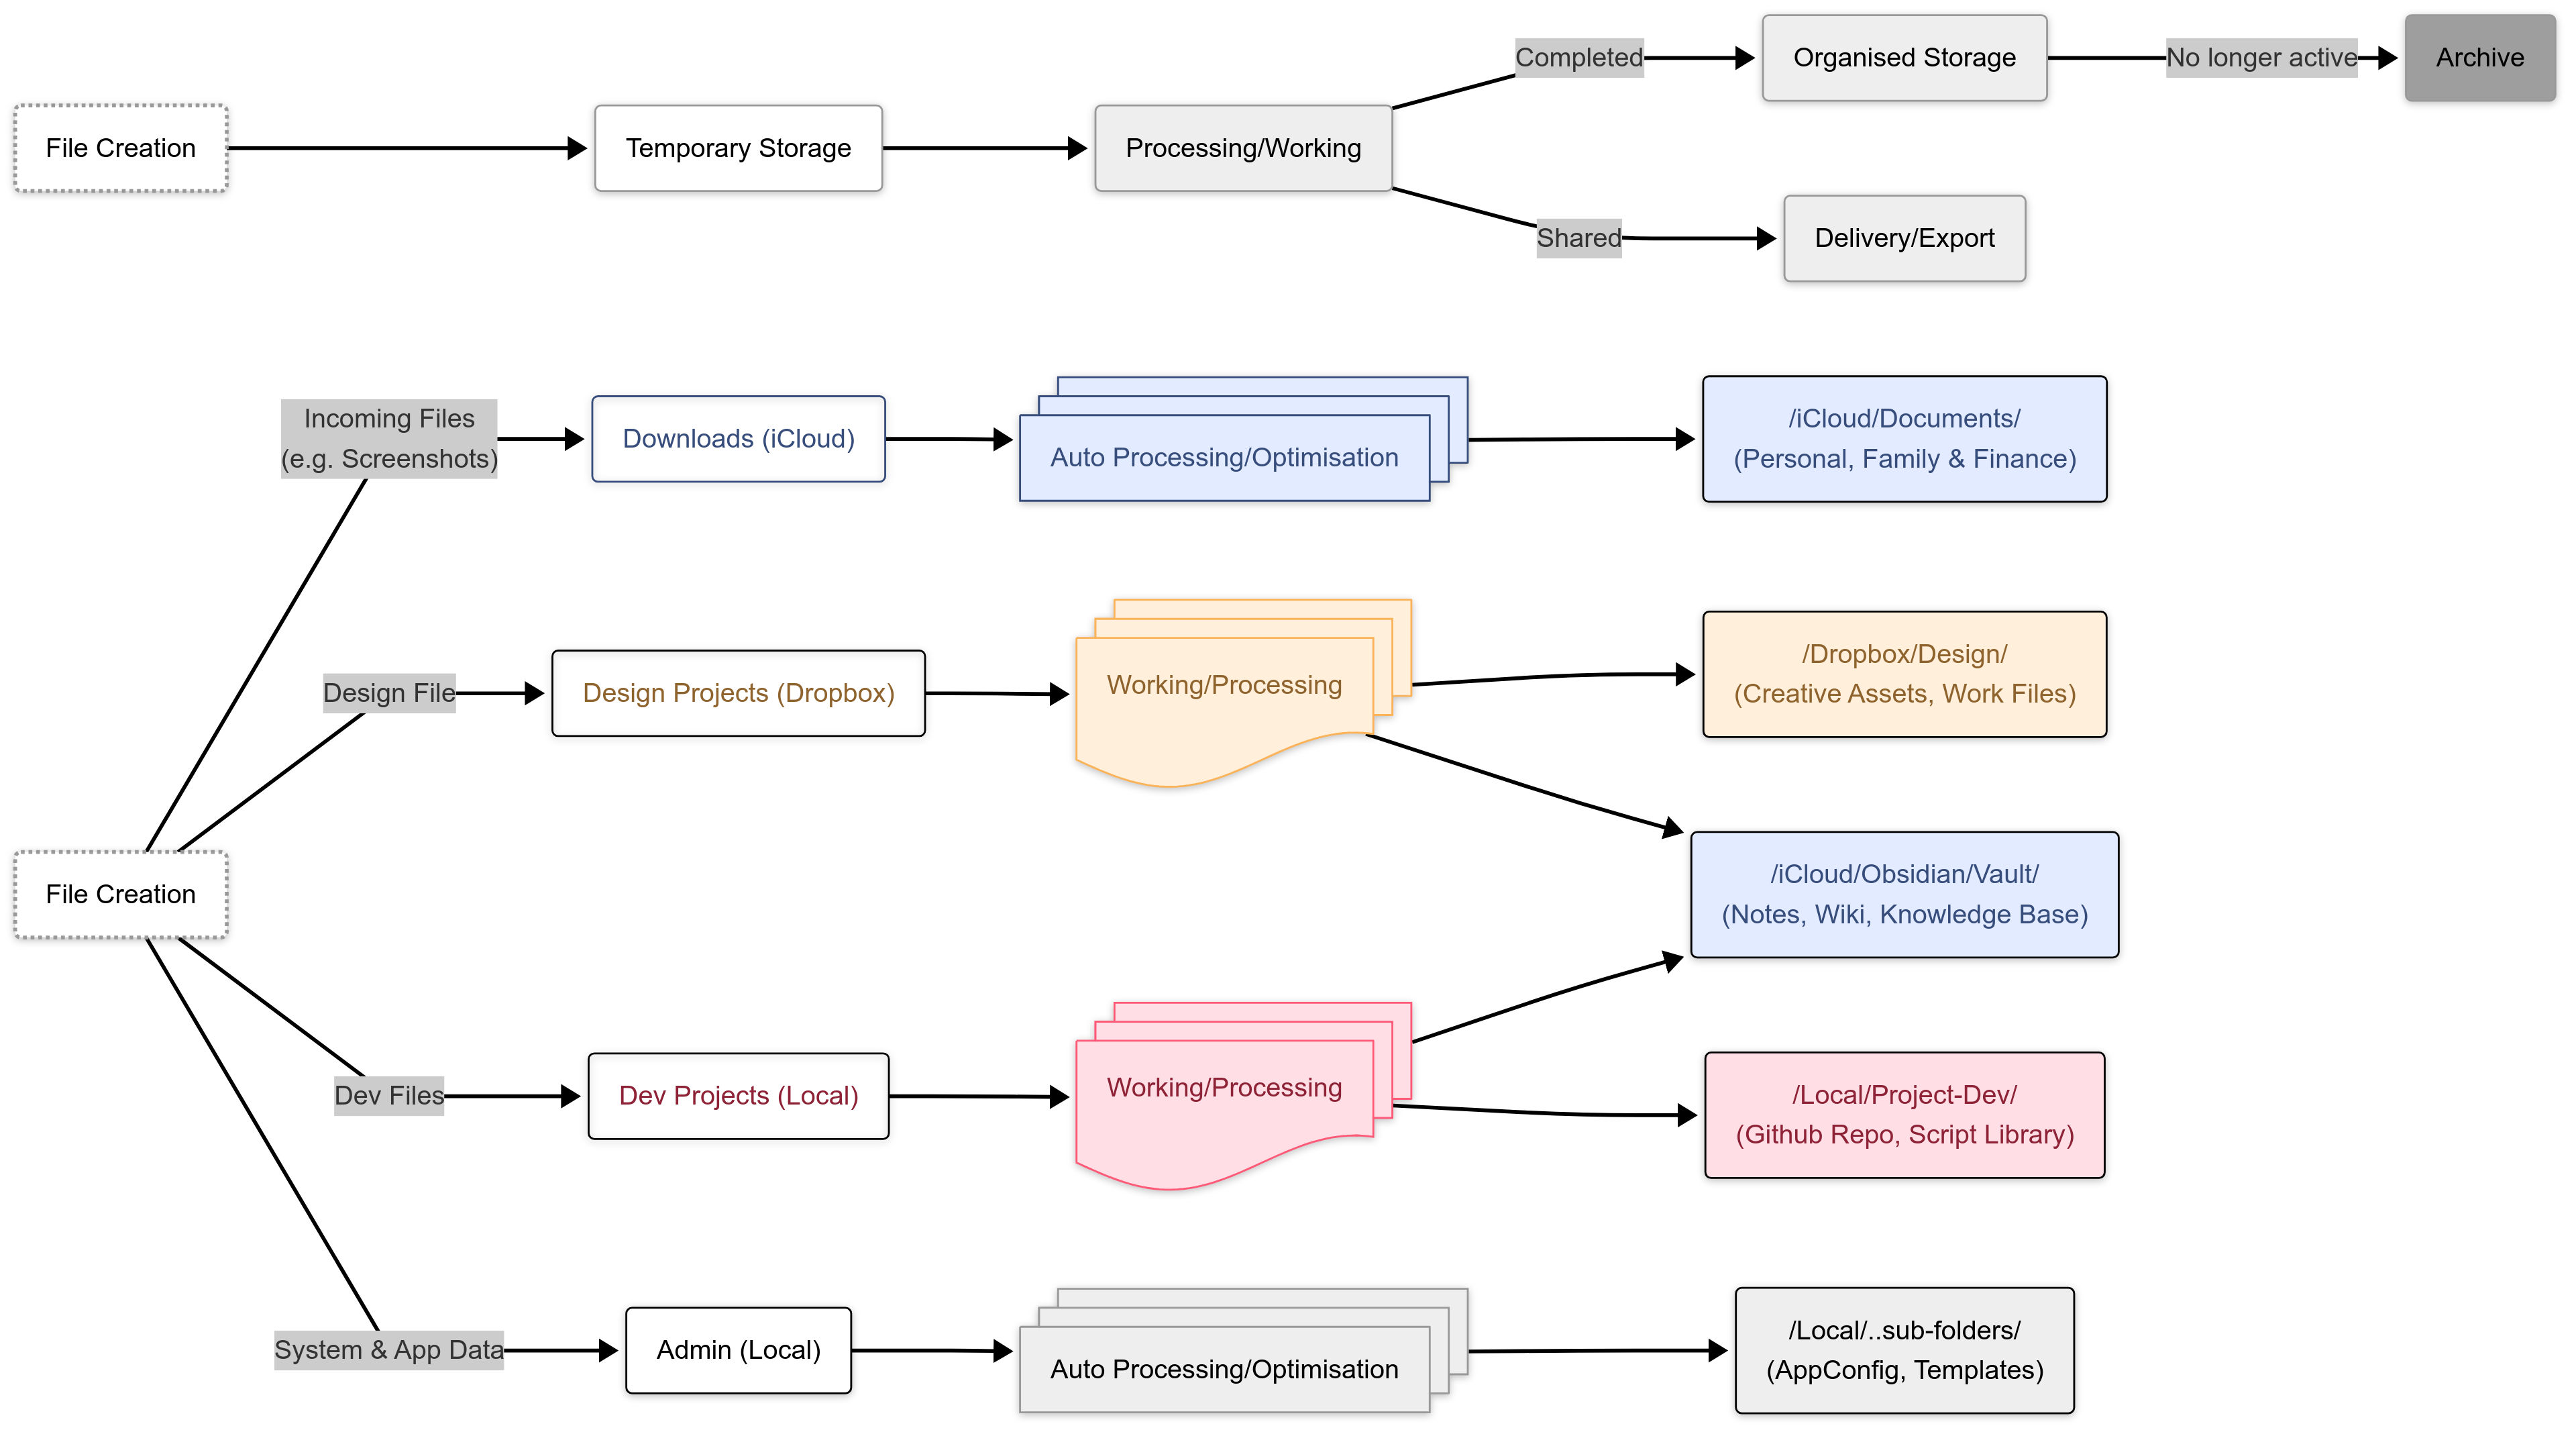 Completed
Organised Storage
No longer active
Archive
File Creation
Temporary Storage
Processing/Working
Shared
Delivery/Export
Incoming Files
(e.g. Screenshots)
Downloads (iCloud)
Auto Processing/Optimisation
/iCloud/Documents/
(Personal, Family & Finance)
Design File
Design Projects (Dropbox)
Working/Processing
/Dropbox/Design/
(Creative Assets, Work Files)
File Creation
/iCloud/Obsidian/Vault/
(Notes, Wiki, Knowledge Base)
Dev Files
Dev Projects (Local)
Working/Processing
/Local/Project-Dev/
(Github Repo, Script Library)
System & App Data
Admin (Local)
Auto Processing/Optimisation
/Local/..sub-folders/
(AppConfig, Templates)